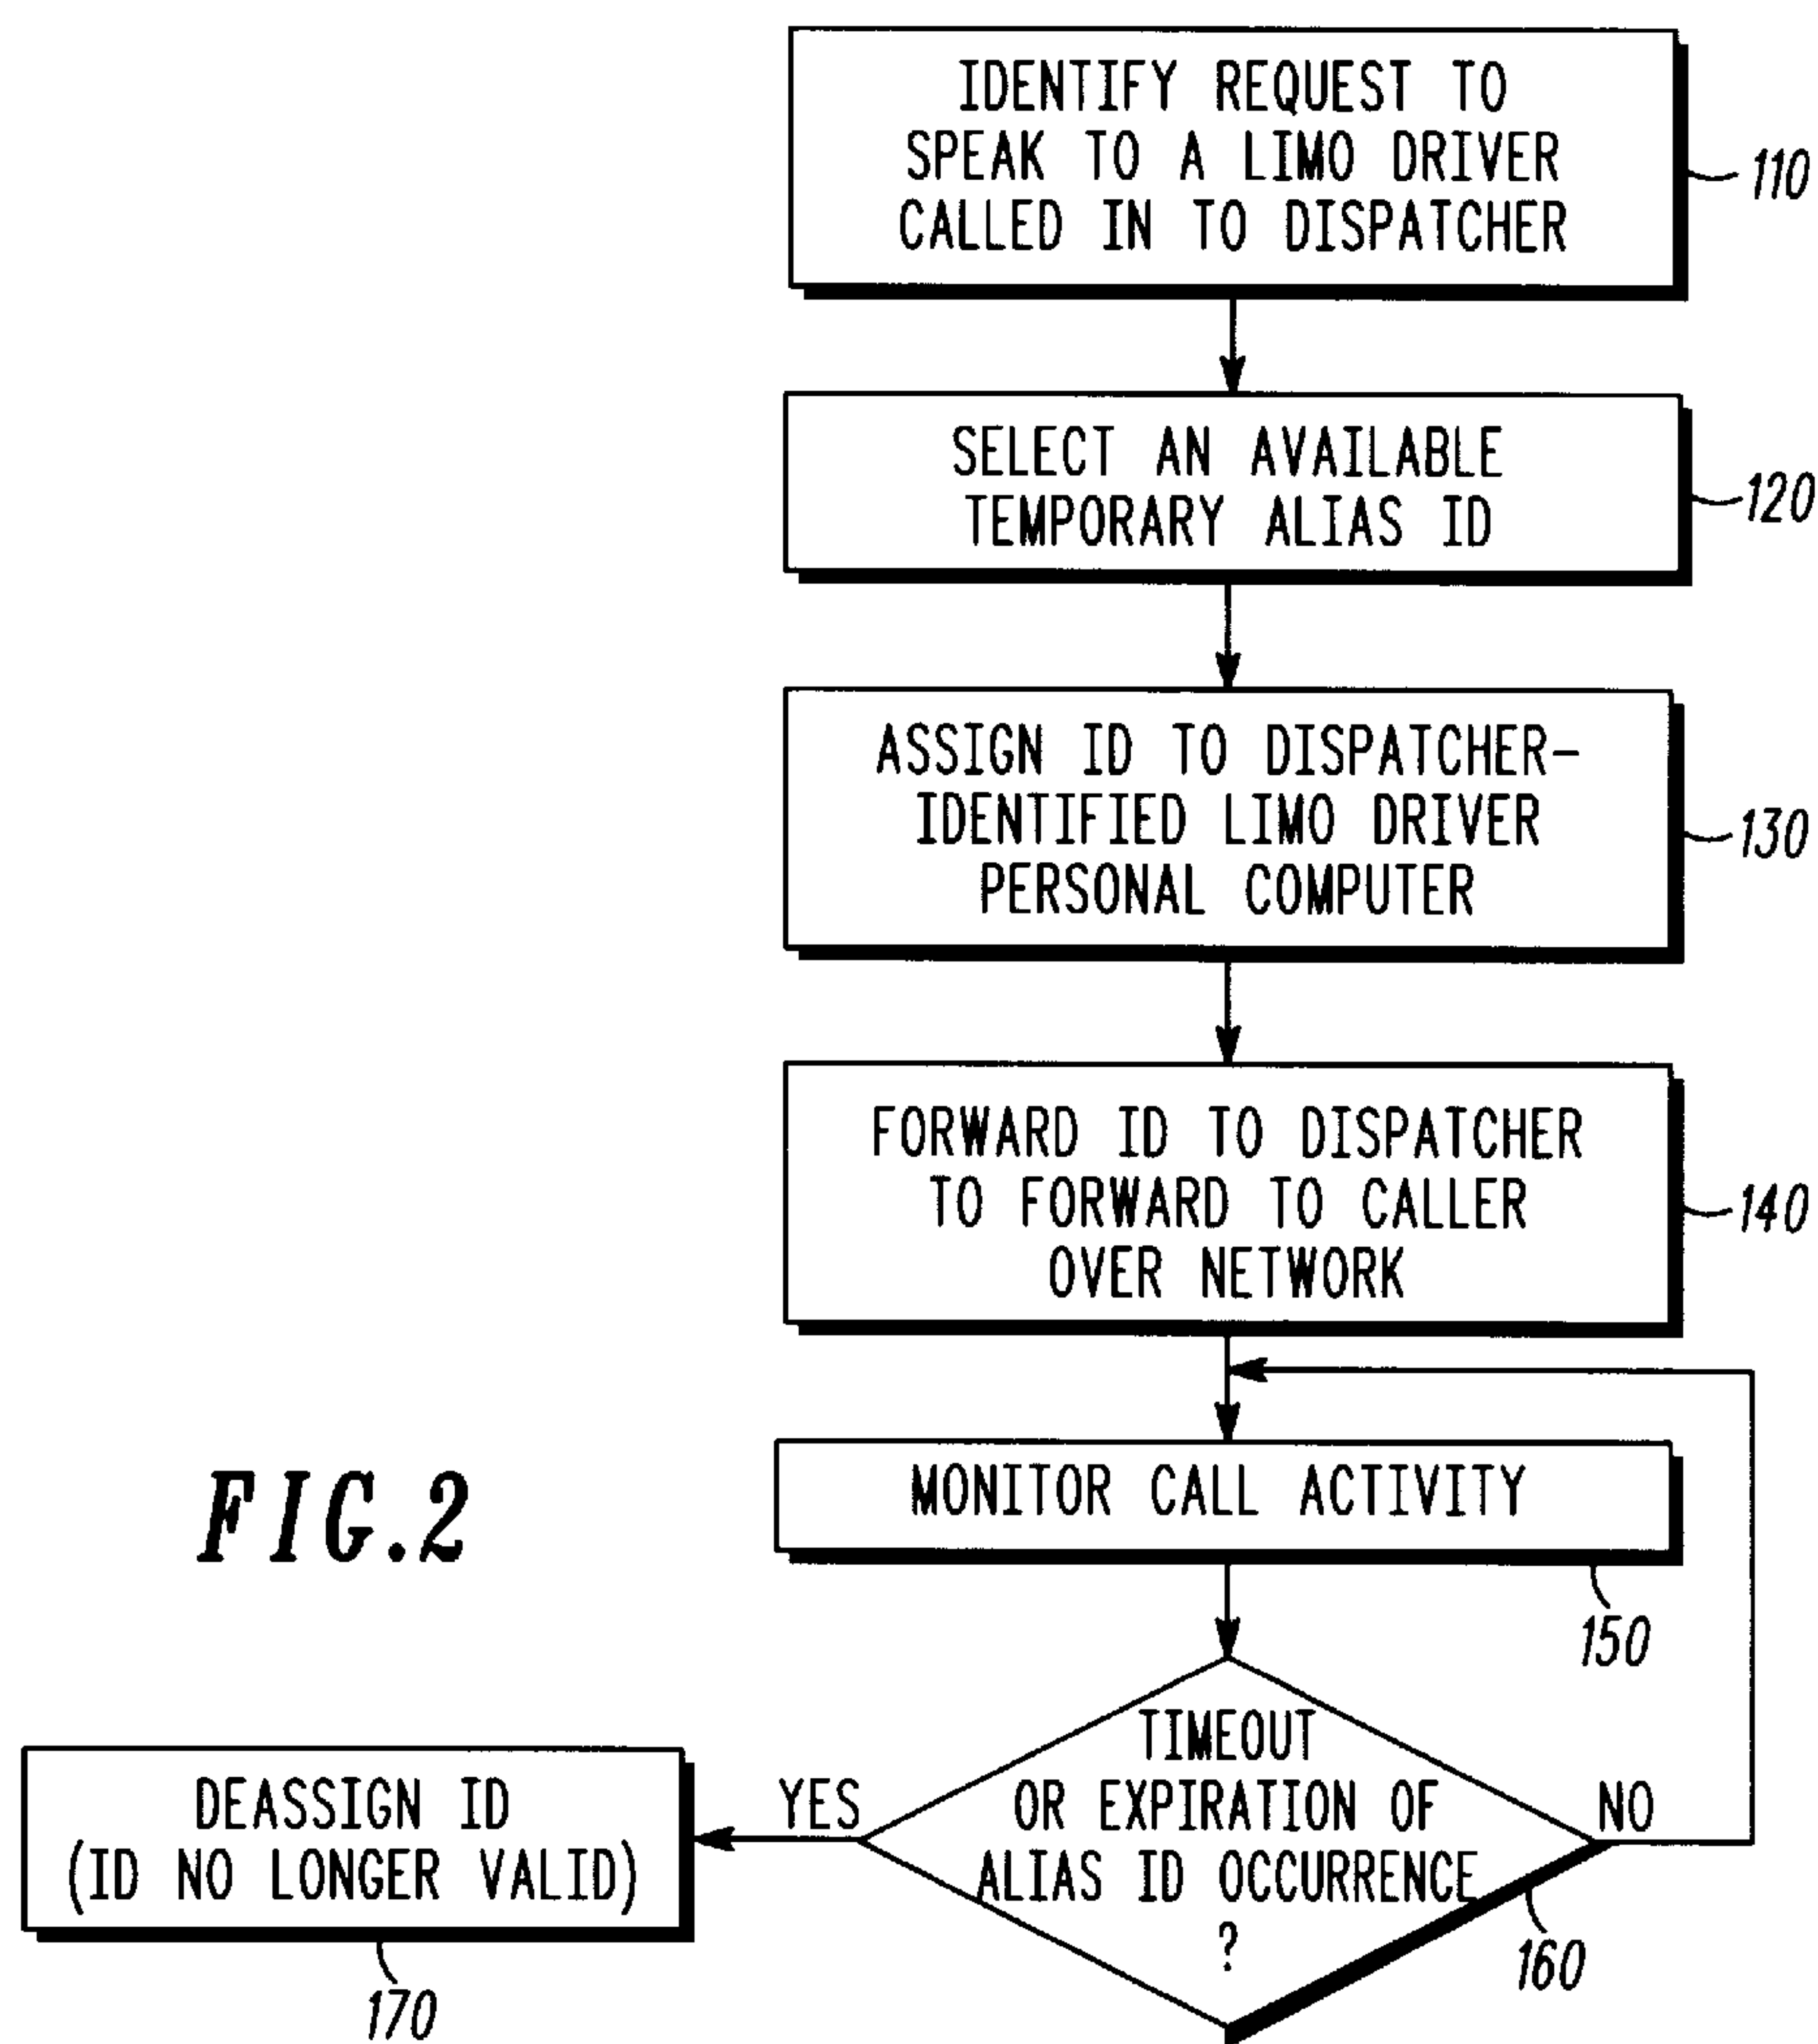 IDENTIFY REQUEST TO
SPEAK TO A LIMO DRIVER
CALLED IN TO DISPATCHER
110
SELECT AN AVAILABLE
TEMPORARY ALIAS ID
120
ASSIGN ID TO DISPATCHER-
IDENTIFIED LIMO DRIVER
PERSONAL COMPUTER
130
FORWARD ID TO DISPATCHER
TO FORWARD TO CALLER
OVER NETWORK
140
MONITOR CALL ACTIVITY
150
FIG.2
TIMEOUT
OR EXPIRATION OF
ALIAS ID OCCURRENCE
?
160
YES
NO
DEASSIGN ID
(ID NO LONGER VALID)
170